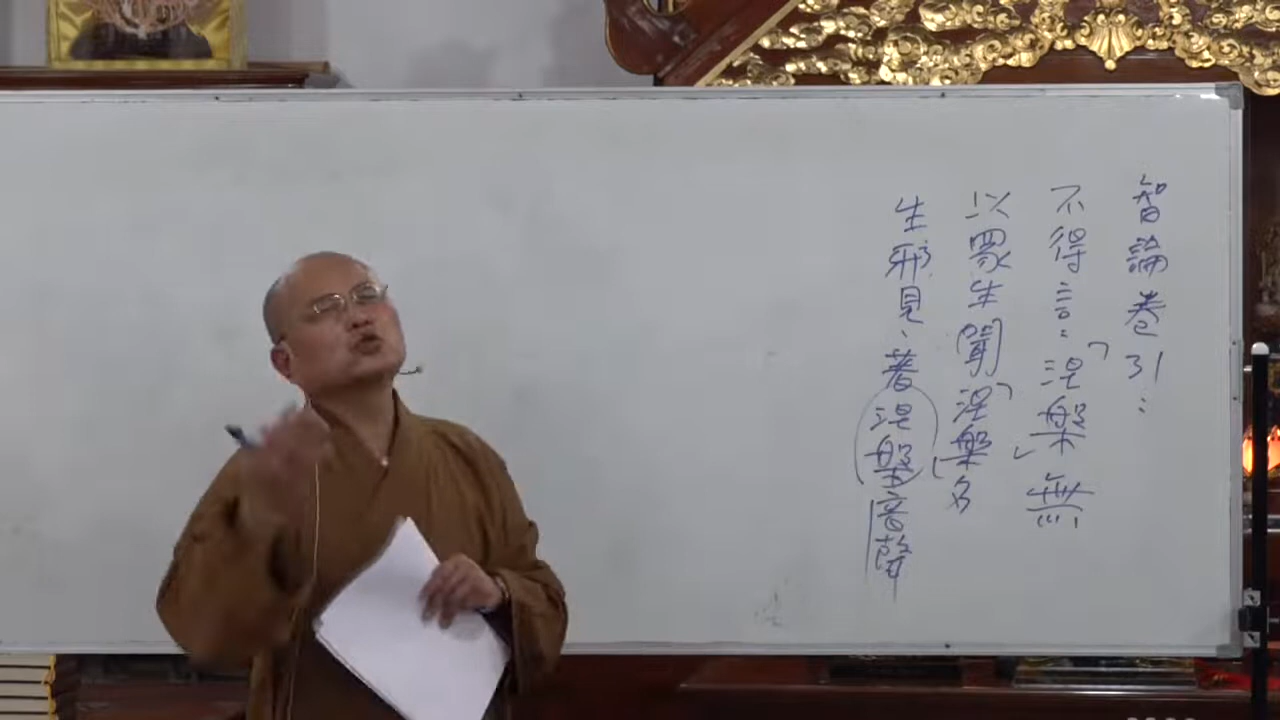 智論卷31：
不得言：「涅槃」無
以眾生聞「涅槃」名
生邪見、著涅槃音聲